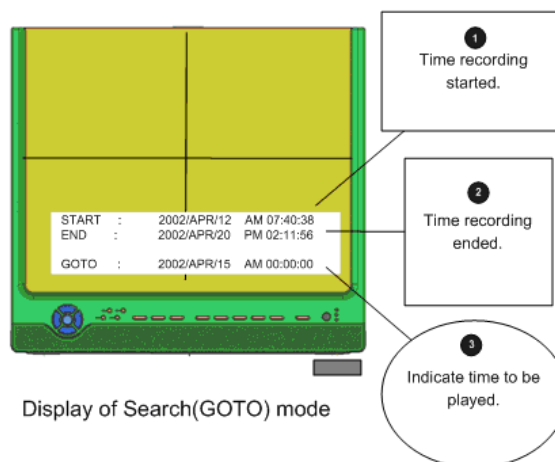 1
Time recording
started.
START : 2002/APR/12 AM 07:40:38
END : 2002/APR/20 PM 02:11:56
GOTO : 2002/APR/15 AM 00:00:00
2
Time recording
ended.
3
Indicate time to be
played.
Display of Search(GOTO) mode